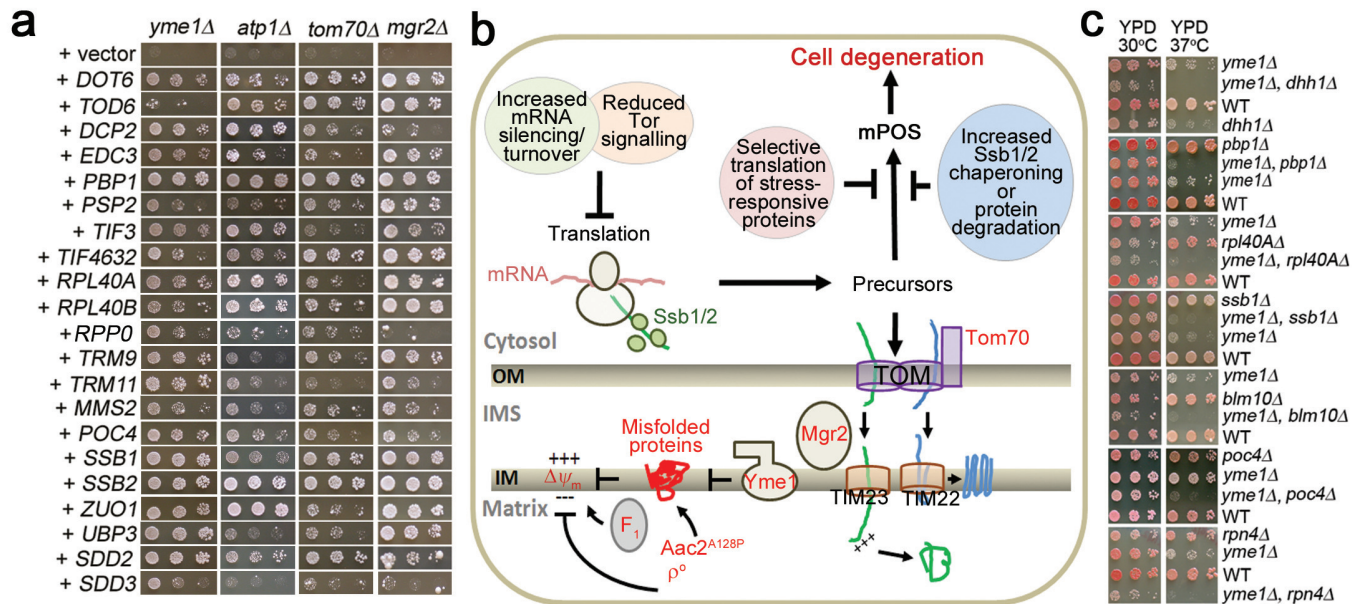 a
yme1Δ atp1Δ tom70Δ mgr2Δ
+ vector
+ DOT6
+ TOD6
+ DCP2
+ EDC3
+ PBP1
+ PSP2
+ TIF3
+ TIF4632
+ RPL40A
+ RPL40B
+ RPP0
+ TRM9
+ TRM11
+ MMS2
+ POC4
+ SSB1
+ SSB2
+ ZUO1
+ UBP3
+ SDD2
+ SDD3
b
Cell degeneration
Increased
mRNA
silencing/
turnover
Reduced
Tor
signalling
mPOS
Selective
translation
of stress-
responsive
proteins
Increased
Ssb1/2
chaperoning
or
protein
degradation
Translation
mRNA
Ssb1/2
Precursors
Cytosol
Tom70
TOM
OM
IMS
Misfolded
proteins
Mgr2
+++
IM
Δψm
---
Yme1
TIM23
TIM22
Matrix
F1
Aac2A128P
ρo
+++
c
YPD YPD
30°C 37°C
yme1Δ
yme1Δ, dhh1Δ
WT
dhh1Δ
pbp1Δ
yme1Δ, pbp1Δ
yme1Δ
WT
yme1Δ
rpl40AΔ
yme1Δ, rpl40AΔ
WT
ssb1Δ
yme1Δ, ssb1Δ
yme1Δ
WT
yme1Δ
blm10Δ
yme1Δ, blm10Δ
WT
poc4Δ
yme1Δ
yme1Δ, poc4Δ
WT
rpn4Δ
yme1Δ
WT
yme1Δ, rpn4Δ